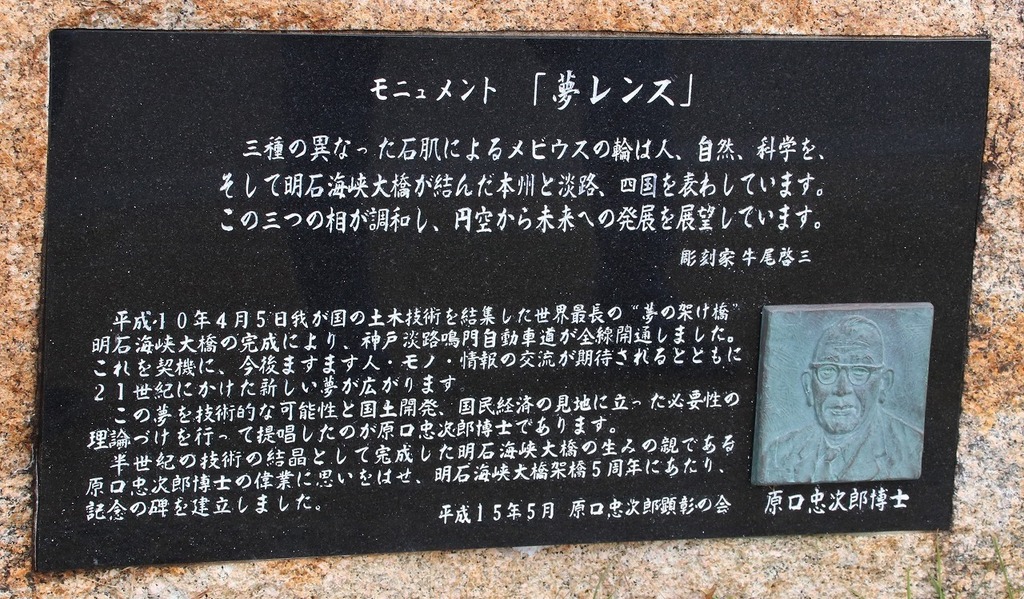 モニュメント 「夢レンズ」
三種の異なった石肌によるメビウスの輪は人、自然、科学を、
そして明石海峡大橋が結んだ本州と淡路、四国を表わしています。
この三つの相が調和し、円空から未来への発展を展望しています。
彫刻家 牛尾啓三
平成10年4月5日我が国の土木技術を結集した世界最長の“夢の架け橋”
明石海峡大橋の完成により、神戸淡路鳴門自動車道が全線開通しました。
これを契機に、今後ますます人・モノ・情報の交流が期待されるとともに
21世紀にかけた新しい夢が広がります。
この夢を技術的な可能性と国土開発、国民経済の見地に立った必要性の
理論づけを行って提唱したのが原口忠次郎博士であります。
半世紀の技術の結晶として完成した明石海峡大橋の生みの親である
原口忠次郎博士の偉業に思いをはせ、明石海峡大橋架橋5周年にあたり、
記念の碑を建立しました。
平成15年5月 原口忠次郎顕彰の会
原口忠次郎博士